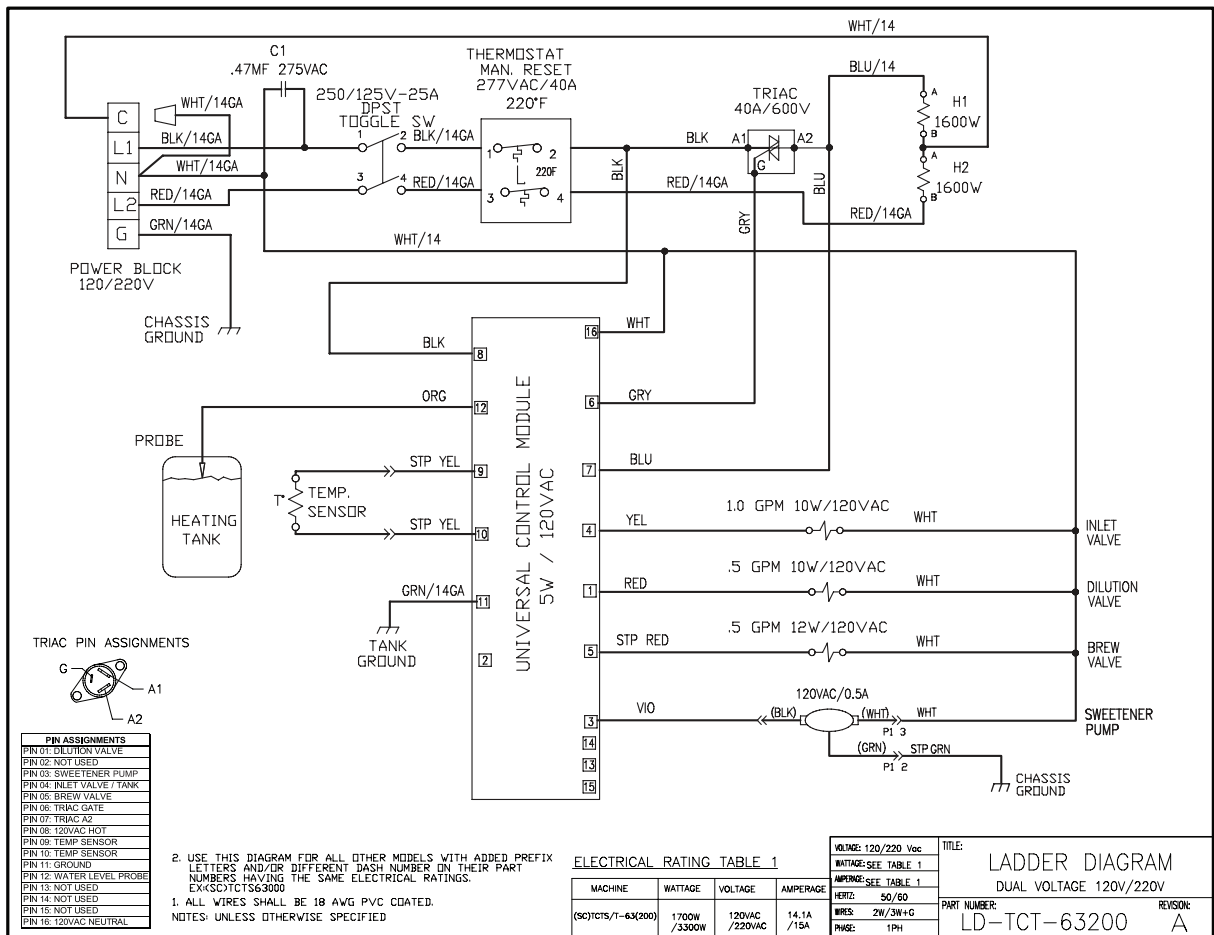 WHT/14
C1
.47MF 275VAC
THERMOSTAT
MAN. RESET
277VAC/40A
220°F
BLU/14
250/125V-25A
DPST
TOGGLE SW
TRIAC
40A/600V
C
WHT/14GA
A
H1
1600W
B
L1
BLK/14GA
1
2
BLK/14GA
1
2
220F
BLK
A1
A2
G
A
H2
1600W
B
N
WHT/14GA
BLK
BLU
L2
RED/14GA
3
4
RED/14GA
3
4
RED/14GA
RED/14GA
G
GRN/14GA
GRY
WHT/14
POWER BLOCK
120/220V
CHASSIS
GROUND
UNIVERSAL CONTROL MODULE
5W / 120VAC
16
WHT
BLK
8
ORG
12
6
GRY
PROBE
HEATING
TANK
T°
TEMP.
SENSOR
STP YEL
9
7
BLU
STP YEL
10
4
YEL
1.0 GPM 10W/120VAC
WHT
INLET
VALVE
GRN/14GA
11
TANK
GROUND
1
RED
.5 GPM 10W/120VAC
WHT
DILUTION
VALVE
2
5
STP RED
.5 GPM 12W/120VAC
WHT
BREW
VALVE
3
VIO
120VAC/0.5A
(BLK)
(WHT)
WHT
P1 3
SWEETENER
PUMP
14
13
15
(GRN)
STP GRN
P1 2
CHASSIS
GROUND
TRIAC PIN ASSIGNMENTS
G
A1
A2
PIN ASSIGNMENTS
PIN 01: DILUTION VALVE
PIN 02: NOT USED
PIN 03: SWEETENER PUMP
PIN 04: INLET VALVE / TANK
PIN 05: BREW VALVE
PIN 06: TRIAC GATE
PIN 07: TRIAC A2
PIN 08: 120VAC HOT
PIN 09: TEMP SENSOR
PIN 10: TEMP SENSOR
PIN 11: GROUND
PIN 12: WATER LEVEL PROBE
PIN 13: NOT USED
PIN 14: NOT USED
PIN 15: NOT USED
PIN 16: 120VAC NEUTRAL
2. USE THIS DIAGRAM FOR ALL OTHER MODELS WITH ADDED PREFIX
LETTERS AND/OR DIFFERENT DASH NUMBER ON THEIR PART
NUMBERS HAVING THE SAME ELECTRICAL RATINGS.
EX:(SC)TCTS63000
1. ALL WIRES SHALL BE 18 AWG PVC COATED.
NOTES: UNLESS OTHERWISE SPECIFIED
ELECTRICAL RATING TABLE 1
MACHINE WATTAGE VOLTAGE AMPERAGE
(SC)TCTS/T-63(200) 1700W /3300W 120VAC /220VAC 14.1A /15A
VOLTAGE: 120/220 Vac
WATTAGE: SEE TABLE 1
AMPERAGE: SEE TABLE 1
HERTZ: 50/60
WIRES: 2W/3W+G
PHASE: 1PH
TITLE:
LADDER DIAGRAM
DUAL VOLTAGE 120V/220V
PART NUMBER:
LD-TCT-63200
REVISION:
A